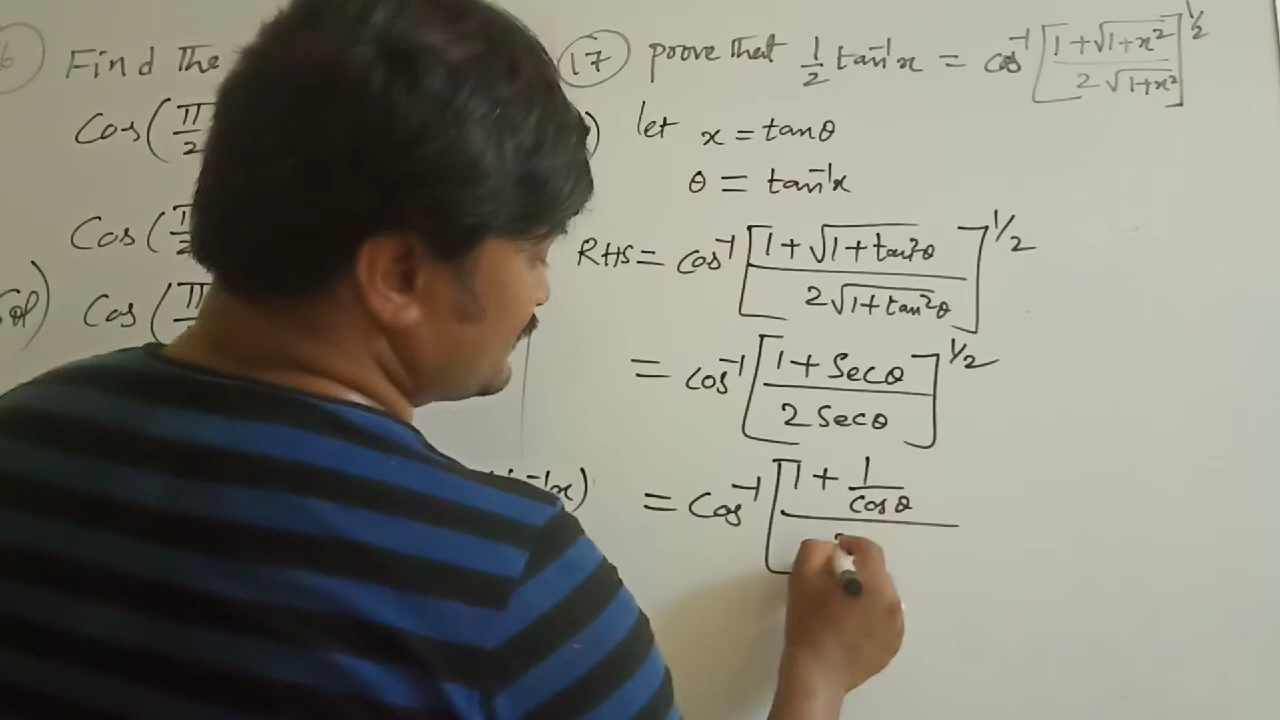 6 Find the
Cos(π/2
Cos(π/2
Sol) Cos(π
⁻¹x)
17 prove that 1/2 tan⁻¹x = cos⁻¹[(1+√(1+x²))/(2√(1+x²))]^1/2
) let x = tanθ
θ = tan⁻¹x
RHS = cos⁻¹[(1+√(1+tan²θ))/(2√(1+tan²θ))]^1/2
= cos⁻¹[(1+Secθ)/(2Secθ)]^1/2
= Cos⁻¹[1+1/cosθ